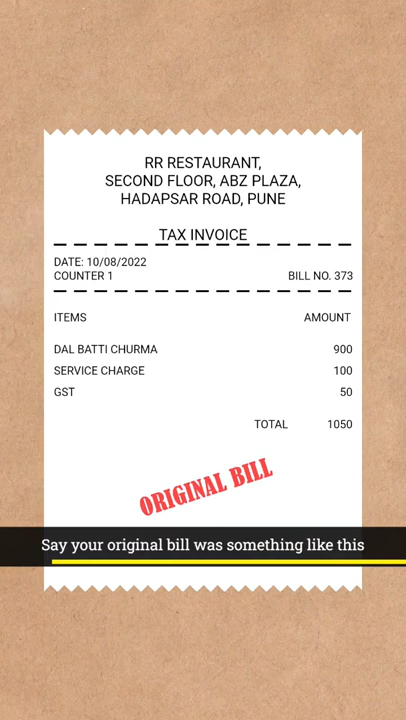 RR RESTAURANT,
SECOND FLOOR, ABZ PLAZA,
HADAPSAR ROAD, PUNE
TAX INVOICE
DATE: 10/08/2022
COUNTER 1 BILL NO. 373
ITEMS AMOUNT
DAL BATTI CHURMA 900
SERVICE CHARGE 100
GST 50
TOTAL 1050
ORIGINAL BILL
Say your original bill was something like this